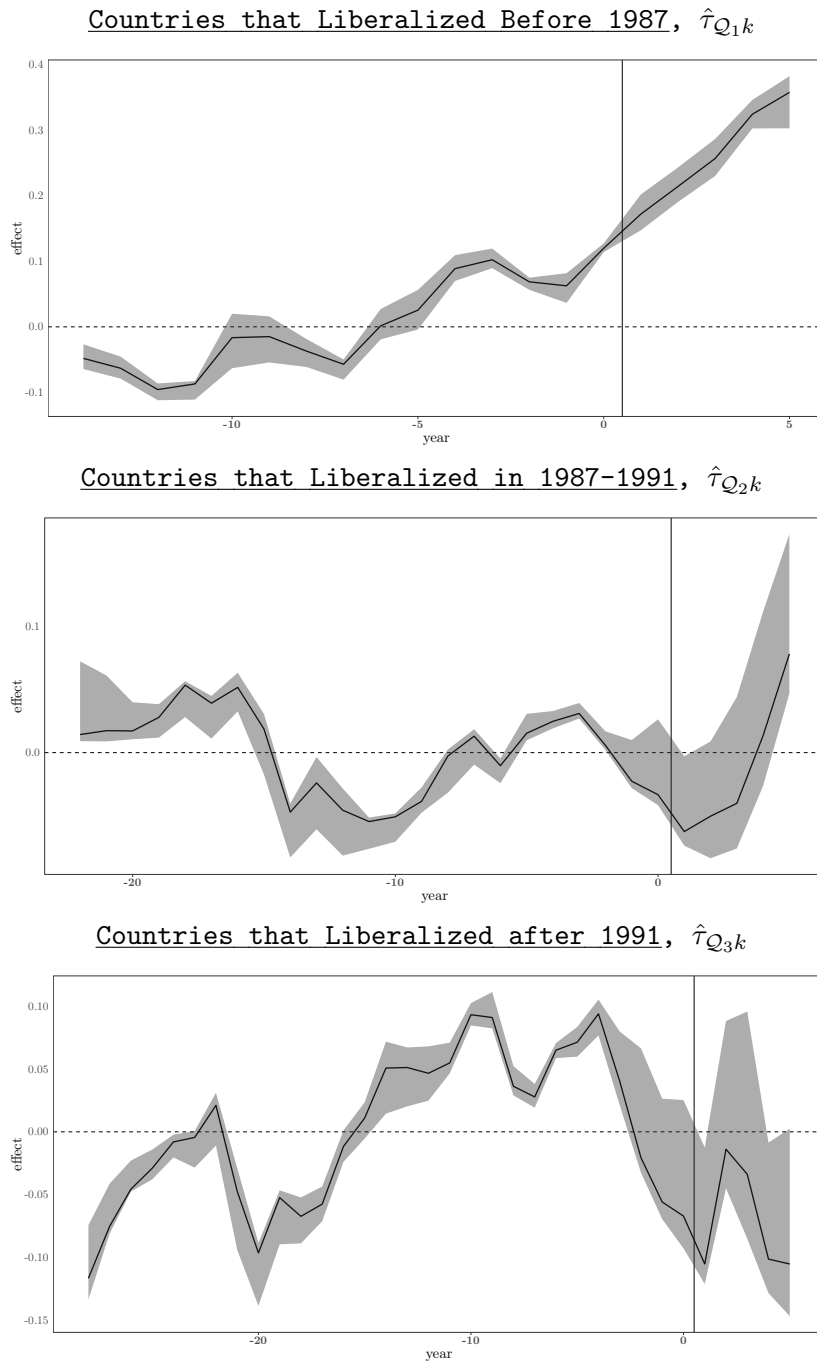 Countries that Liberalized Before 1987, τ̂_{𝒬₁k}
0.4
0.3
0.2
0.1
0.0
-0.1
effect
-10 -5 0 5
year
Countries that Liberalized in 1987-1991, τ̂_{𝒬₂k}
0.1
0.0
effect
-20 -10 0
year
Countries that Liberalized after 1991, τ̂_{𝒬₃k}
0.10
0.05
0.00
-0.05
-0.10
-0.15
effect
-20 -10 0
year